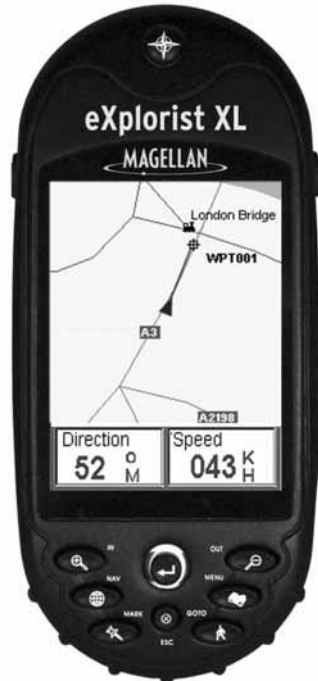 eXplorist XL
MAGELLAN
London Bridge
WPT001
A3
A2198
Direction
52 o M
Speed
043 K H
IN
OUT
NAV
MENU
MARK
GOTO
ESC